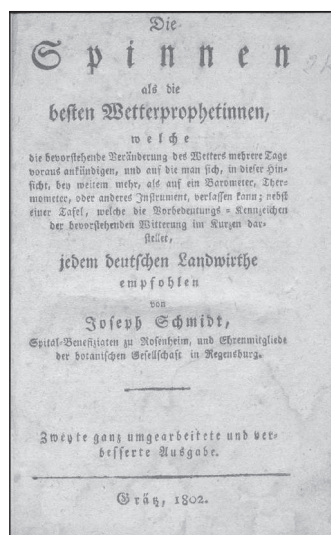 Die
Spinnen
als die
besten Wetterprophetinnen,
welche
die bevorstehende Veränderung des Wetters mehrere Tage
voraus ankündigen, und auf die man sich, in dieser Hin-
sicht, bey weitem mehr, als auf ein Barometer, Ther-
mometer, oder anderes Instrument, verlassen kann; nebst
einer Tafel, welche die Vorbedeutungs-Kennzeichen
der bevorstehenden Witterung im Kurzen dar-
stellet,
jedem deutschen Landwirthe
empfohlen
von
Joseph Schmidt,
Spital-Benefiziaten zu Rosenheim, und Ehrenmitgliede
der botanischen Gesellschaft in Regensburg.
Zweyte ganz umgearbeitete und ver-
besserte Ausgabe.
Grätz, 1802.